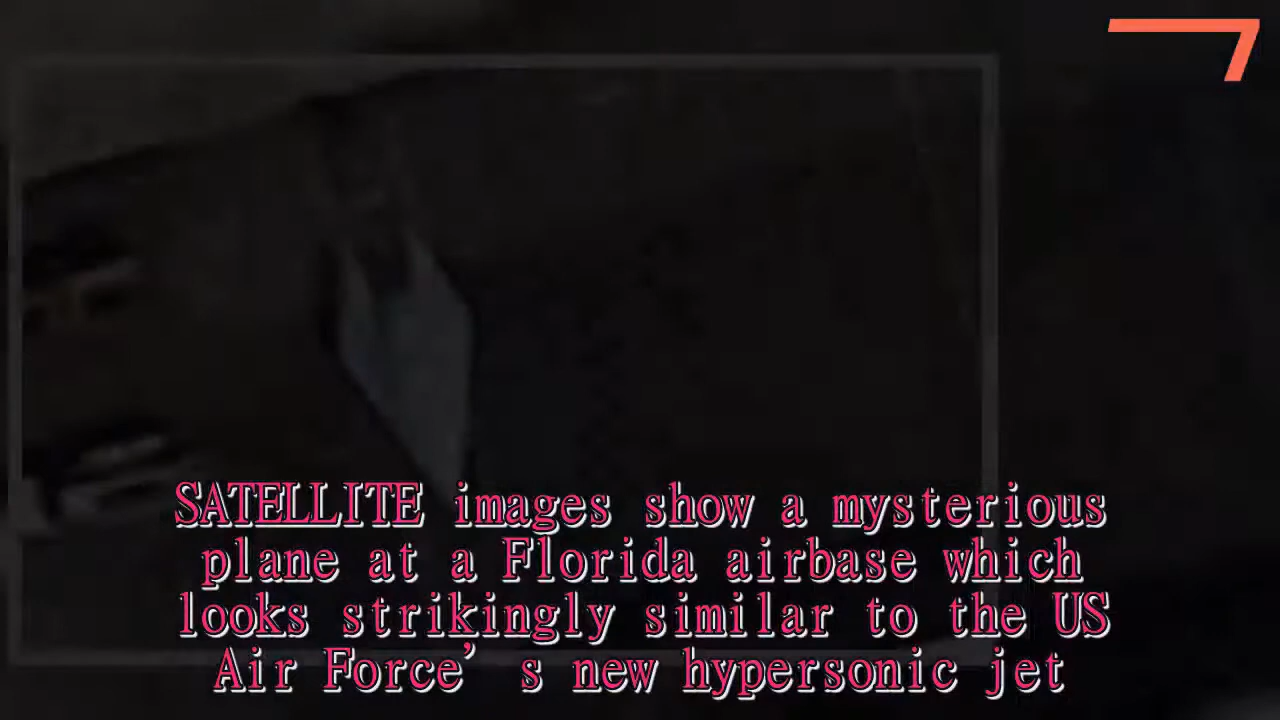 SATELLITE images show a mysterious
plane at a Florida airbase which
looks strikingly similar to the US
Air Force’s new hypersonic jet